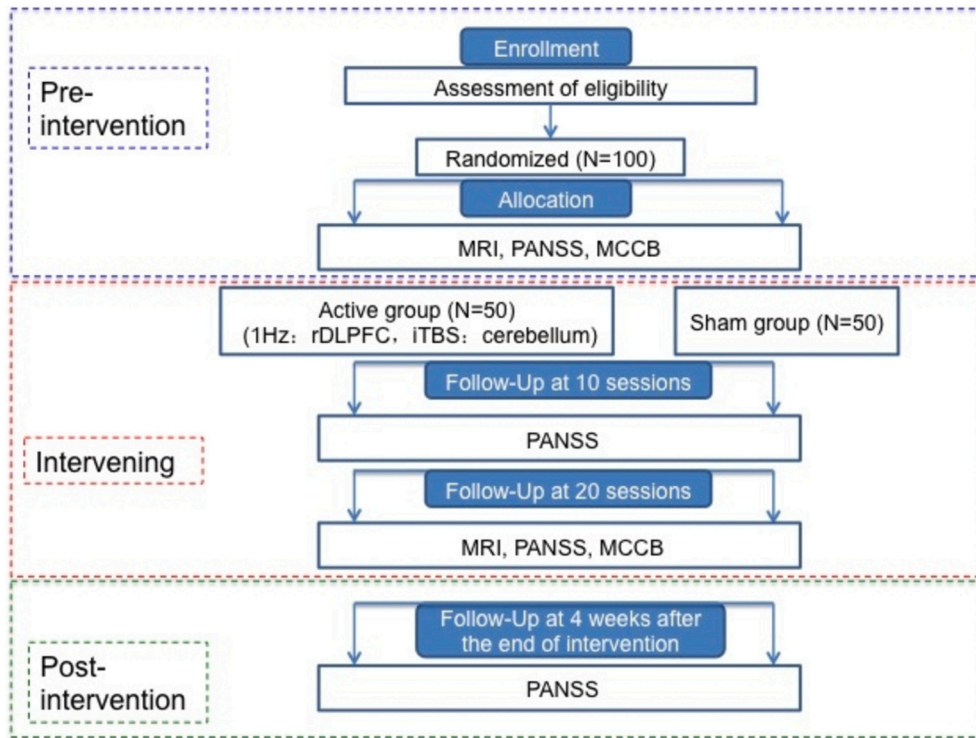 Enrollment
Pre-
intervention
Assessment of eligibility
Randomized (N=100)
Allocation
MRI, PANSS, MCCB
Active group (N=50)
(1Hz：rDLPFC，iTBS：cerebellum)
Sham group (N=50)
Follow-Up at 10 sessions
PANSS
Intervening
Follow-Up at 20 sessions
MRI, PANSS, MCCB
Follow-Up at 4 weeks after
the end of intervention
Post-
intervention
PANSS